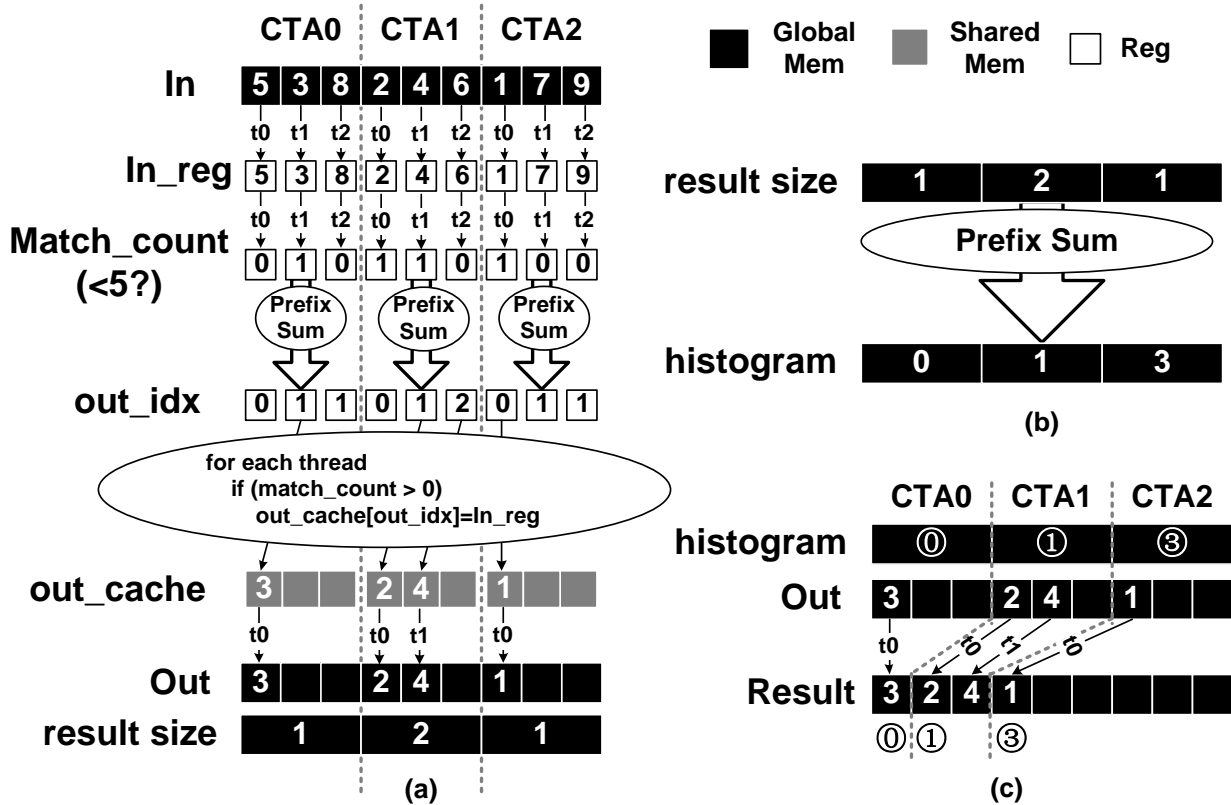 CTA0 CTA1 CTA2
In 5 3 8 2 4 6 1 7 9
t0 t1 t2 t0 t1 t2 t0 t1 t2
In_reg 5 3 8 2 4 6 1 7 9
t0 t1 t2 t0 t1 t2 t0 t1 t2
Match_count
(<5?)
0 1 0 1 1 0 1 0 0
Prefix Prefix Prefix
Sum Sum Sum
out_idx 0 1 1 0 1 2 0 1 1
for each thread
if (match_count > 0)
out_cache[out_idx]=In_reg
out_cache 3 2 4 1
t0 t0 t1 t0
Out 3 2 4 1
result size 1 2 1
(a)
Global
Mem
Shared
Mem
Reg
result size 1 2 1
Prefix Sum
histogram 0 1 3
(b)
CTA0 CTA1 CTA2
histogram ⓪ ① ③
Out 3 2 4 1
t0 t0 t1 t0
Result 3 2 4 1
⓪ ① ③
(c)